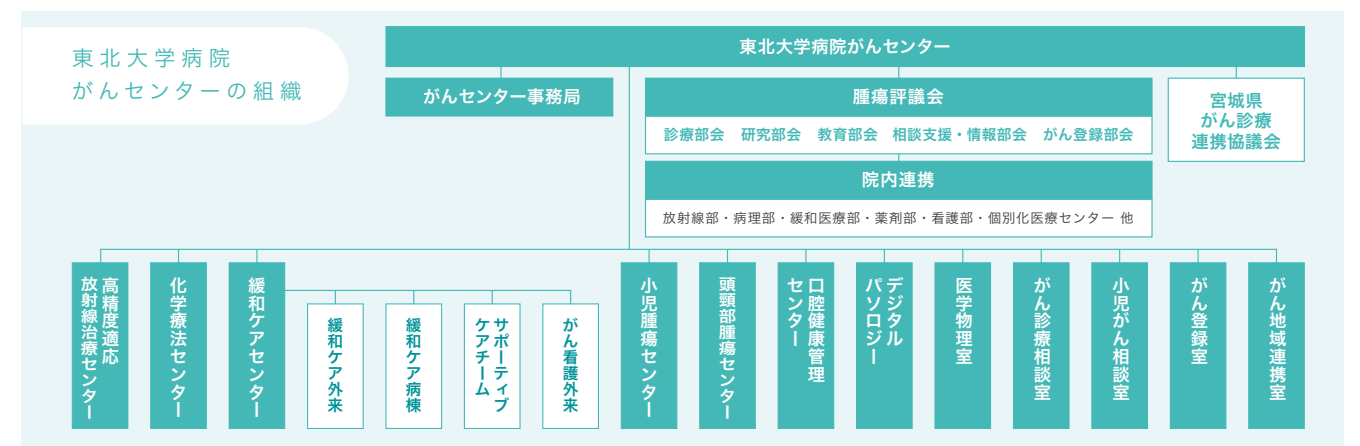 東北大学病院
がんセンターの組織
東北大学病院がんセンター
がんセンター事務局
腫瘍評議会
診療部会 研究部会 教育部会 相談支援・情報部会 がん登録部会
宮城県
がん診療
連携協議会
院内連携
放射線部・病理部・緩和医療部・薬剤部・看護部・個別化医療センター 他
高精度適応
放射線治療センター
化学療法センター
緩和ケアセンター
緩和ケア外来
緩和ケア病棟
サポーティブ
ケアチーム
がん看護外来
小児腫瘍センター
頭頸部腫瘍センター
口腔健康管理
センター
デジタル
パソロジー
医学物理室
がん診療相談室
小児がん相談室
がん登録室
がん地域連携室